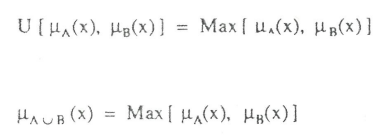 U [ μA(x), μB(x) ] = Max [ μA(x), μB(x) ]
μA∪B (x) = Max [ μA(x), μB(x) ]